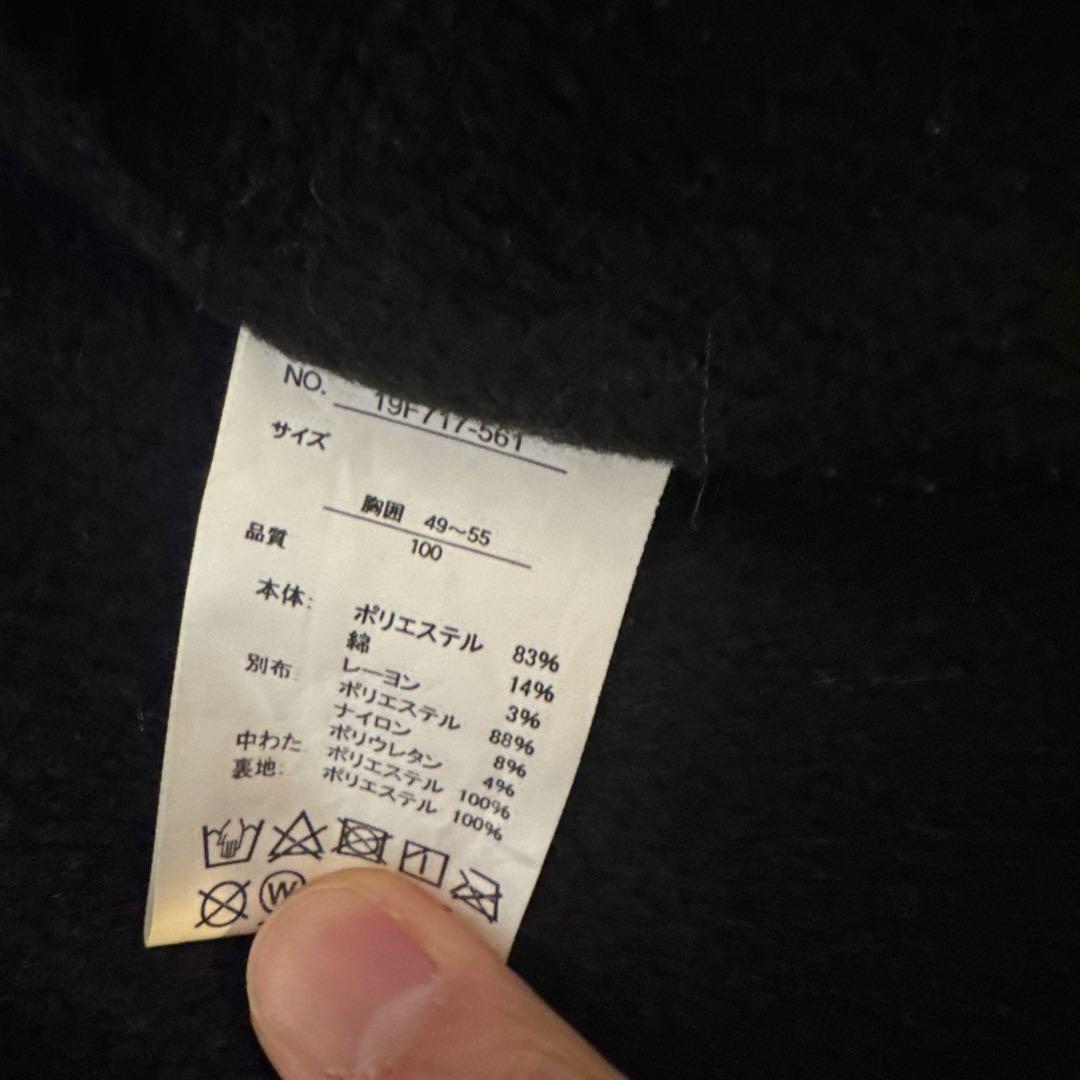 NO. 19F717-561
サイズ
胸囲 49〜55
100
品質
本体: ポリエステル 83%
綿 14%
レーヨン 3%
別布: ポリエステル 88%
ナイロン 8%
ポリウレタン 4%
中わた: ポリエステル 100%
裏地: ポリエステル 100%
W